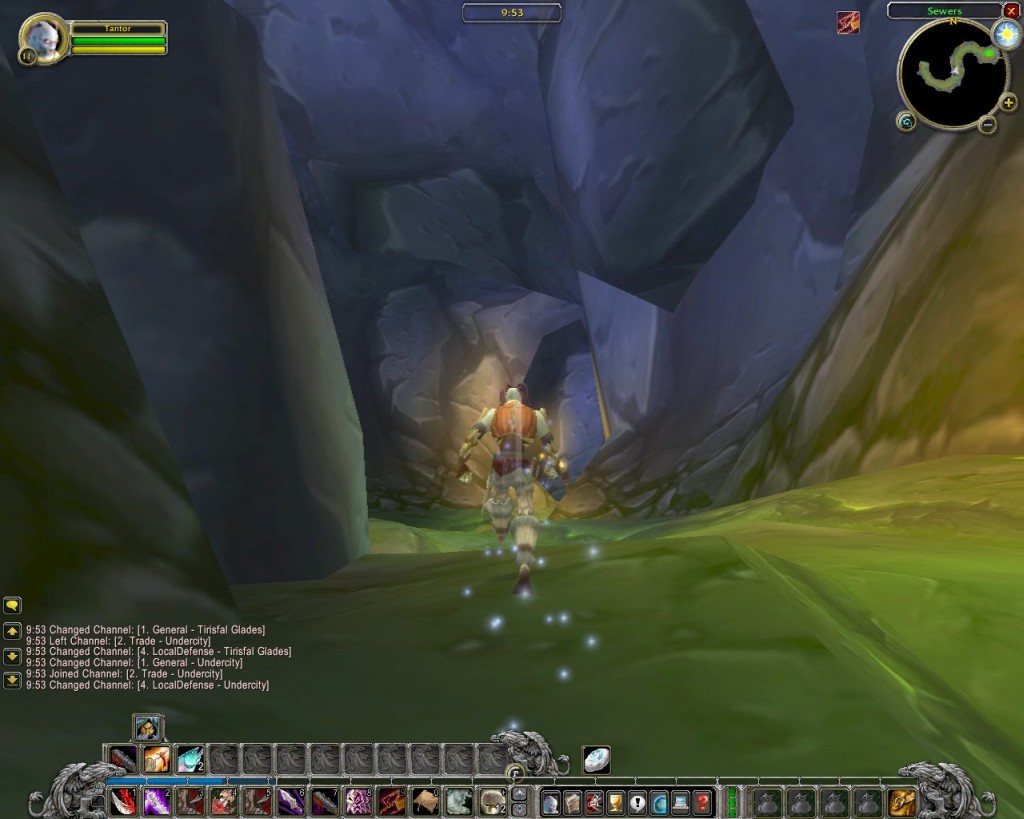 Tantor
9:53
Sewers
N
9:53 Changed Channel: [1. General - Tirisfal Glades]
9:53 Left Channel: [2. Trade - Undercity]
9:53 Changed Channel: [4. LocalDefense - Tirisfal Glades]
9:53 Changed Channel: [1. General - Undercity]
9:53 Joined Channel: [2. Trade - Undercity]
9:53 Changed Channel: [4. LocalDefense - Undercity]
2